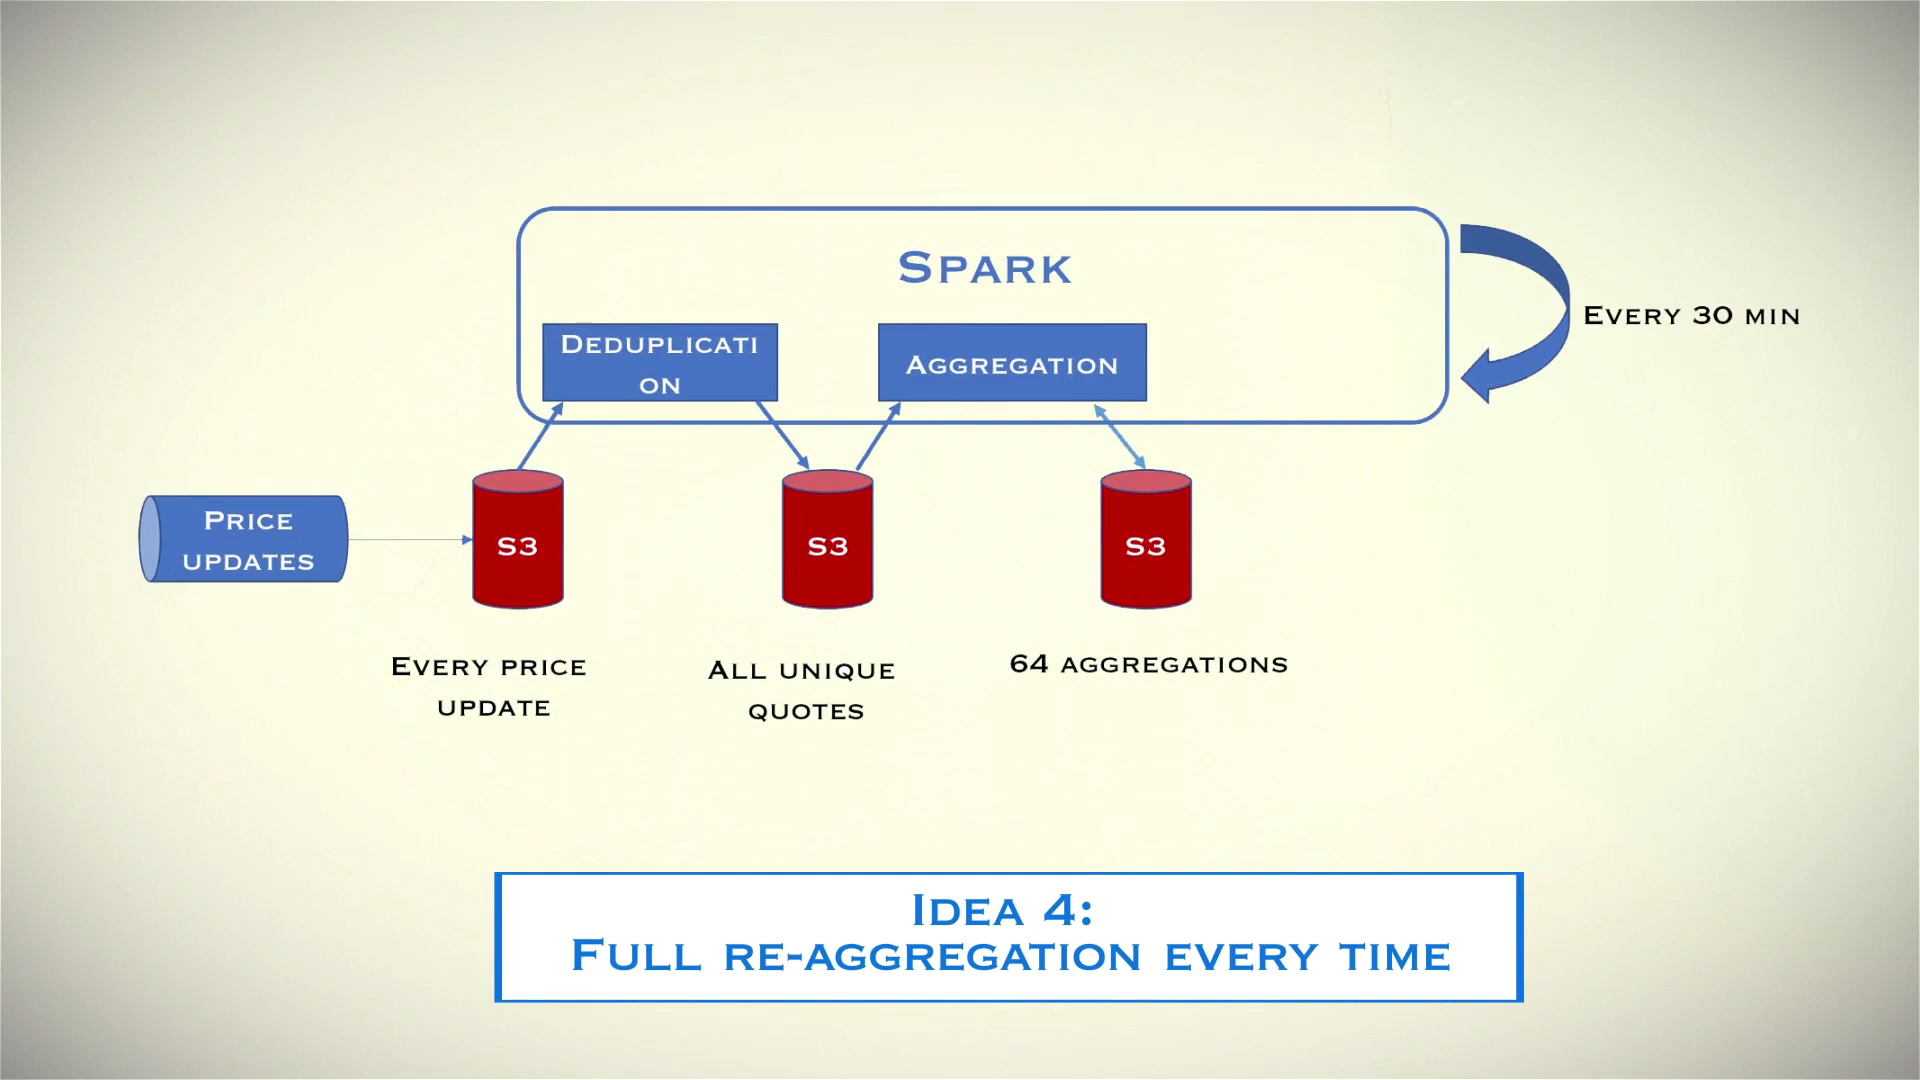 Spark
Deduplicati
on
Aggregation
Every 30 min
Price
updates
S3
S3
S3
Every price
update
All unique
quotes
64 aggregations
Idea 4:
Full re-aggregation every time